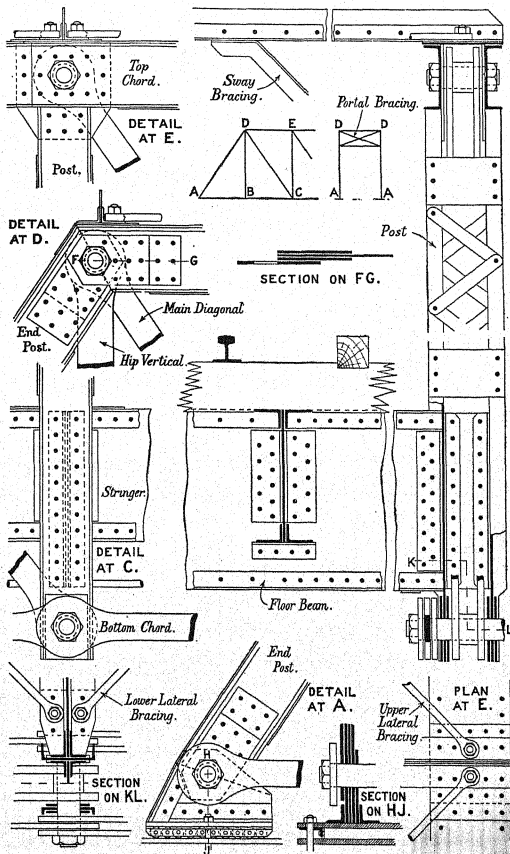 Top
Chord.
DETAIL
AT E.
Post.
Sway
Bracing.
Portal Bracing.
D E D D
A B C A A
DETAIL
AT D.
F G
Main Diagonal
End
Post.
Hip Vertical
SECTION ON FG.
Post
Stringer.
DETAIL
AT C.
Bottom Chord.
Floor Beam.
K
L
Lower Lateral
Bracing.
SECTION
ON KL.
End
Post.
DETAIL
AT A.
H
SECTION
ON HJ.
Upper
Lateral
Bracing.
PLAN
AT E.